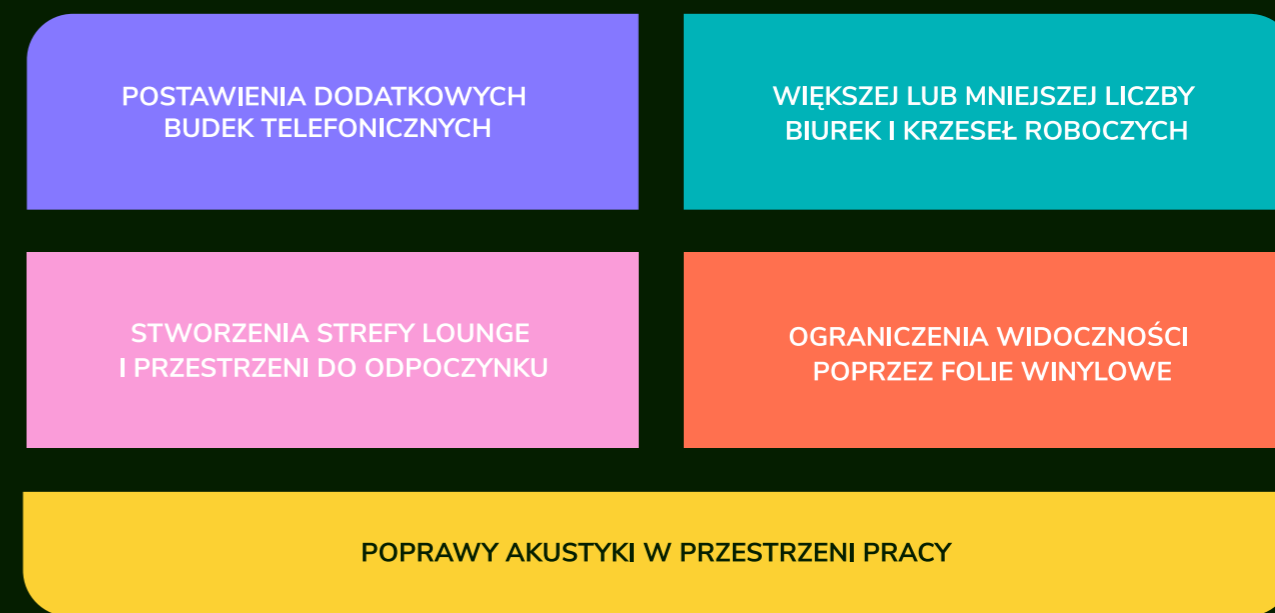 POSTAWIENIA DODATKOWYCH
BUDEK TELEFONICZNYCH
WIĘKSZEJ LUB MNIEJSZEJ LICZBY
BIUREK I KRZESEŁ ROBOCZYCH
STWORZENIA STREFY LOUNGE
I PRZESTRZENI DO ODPOCZYNKU
OGRANICZENIA WIDOCZNOŚCI
POPRZEZ FOLIE WINYLOWE
POPRAWY AKUSTYKI W PRZESTRZENI PRACY